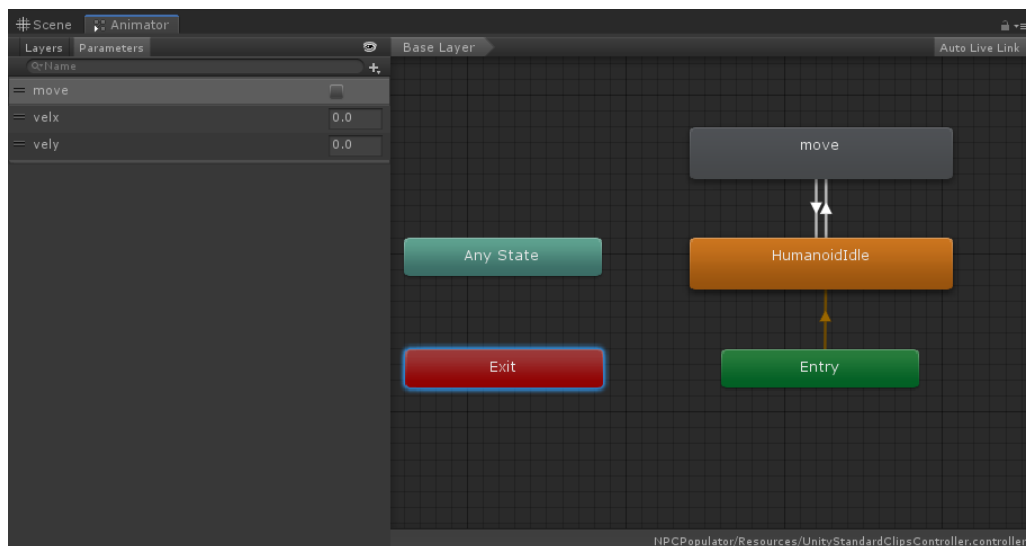 Scene Animator
Layers Parameters
Name
move
velx 0.0
vely 0.0
Base Layer Auto Live Link
move
Any State
HumanoidIdle
Exit
Entry
NPCPopulator/Resources/UnityStandardClipsController.controller